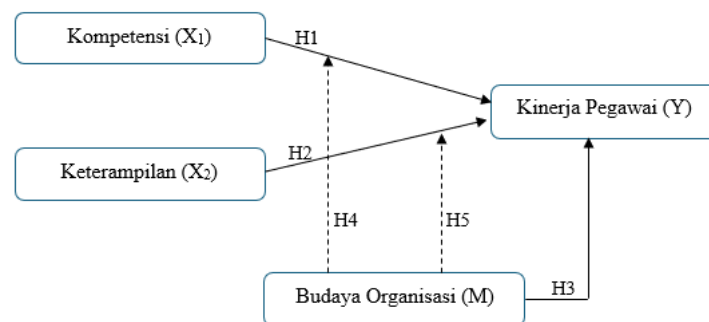 Kompetensi (X₁)
H1
Kinerja Pegawai (Y)
H2
Keterampilan (X₂)
H4
H5
Budaya Organisasi (M)
H3